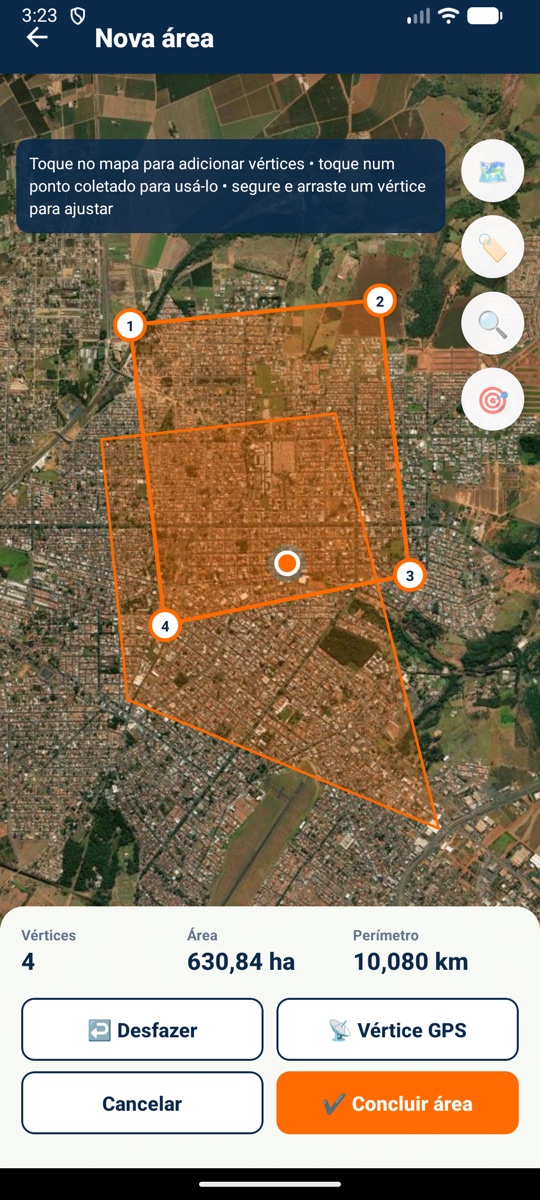 3:23
Nova área
Toque no mapa para adicionar vértices • toque num
ponto coletado para usá-lo • segure e arraste um vértice
para ajustar
1
2
3
4
Vértices
4
Área
630,84 ha
Perímetro
10,080 km
Desfazer
Vértice GPS
Cancelar
Concluir área